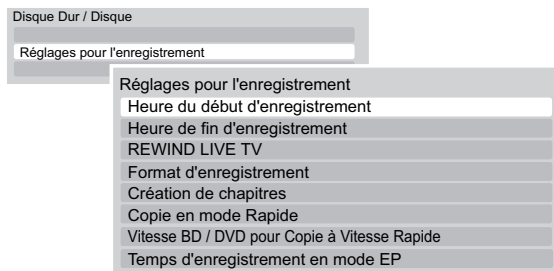 Disque Dur / Disque
Réglages pour l'enregistrement
Réglages pour l'enregistrement
Heure du début d'enregistrement
Heure de fin d'enregistrement
REWIND LIVE TV
Format d'enregistrement
Création de chapitres
Copie en mode Rapide
Vitesse BD / DVD pour Copie à Vitesse Rapide
Temps d'enregistrement en mode EP